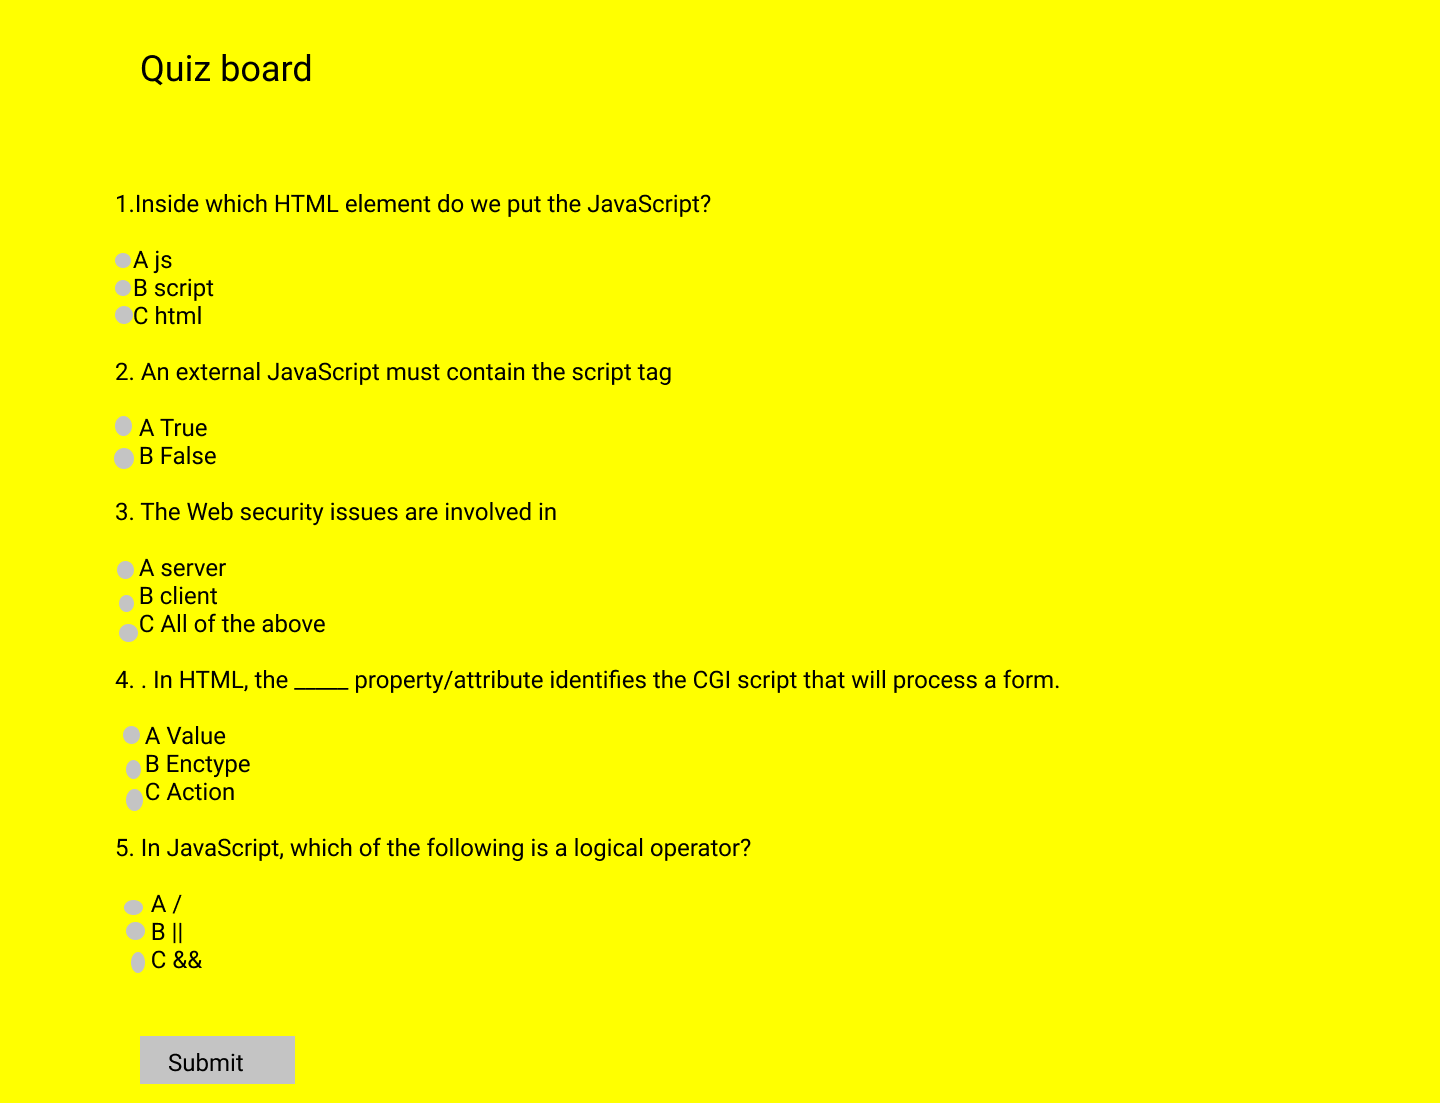 Quiz board
1.Inside which HTML element do we put the JavaScript?
A js
B script
C html
2. An external JavaScript must contain the script tag
A True
B False
3. The Web security issues are involved in
A server
B client
C All of the above
4. . In HTML, the _____ property/attribute identifies the CGI script that will process a form.
A Value
B Enctype
C Action
5. In JavaScript, which of the following is a logical operator?
A /
B ||
C &&
Submit